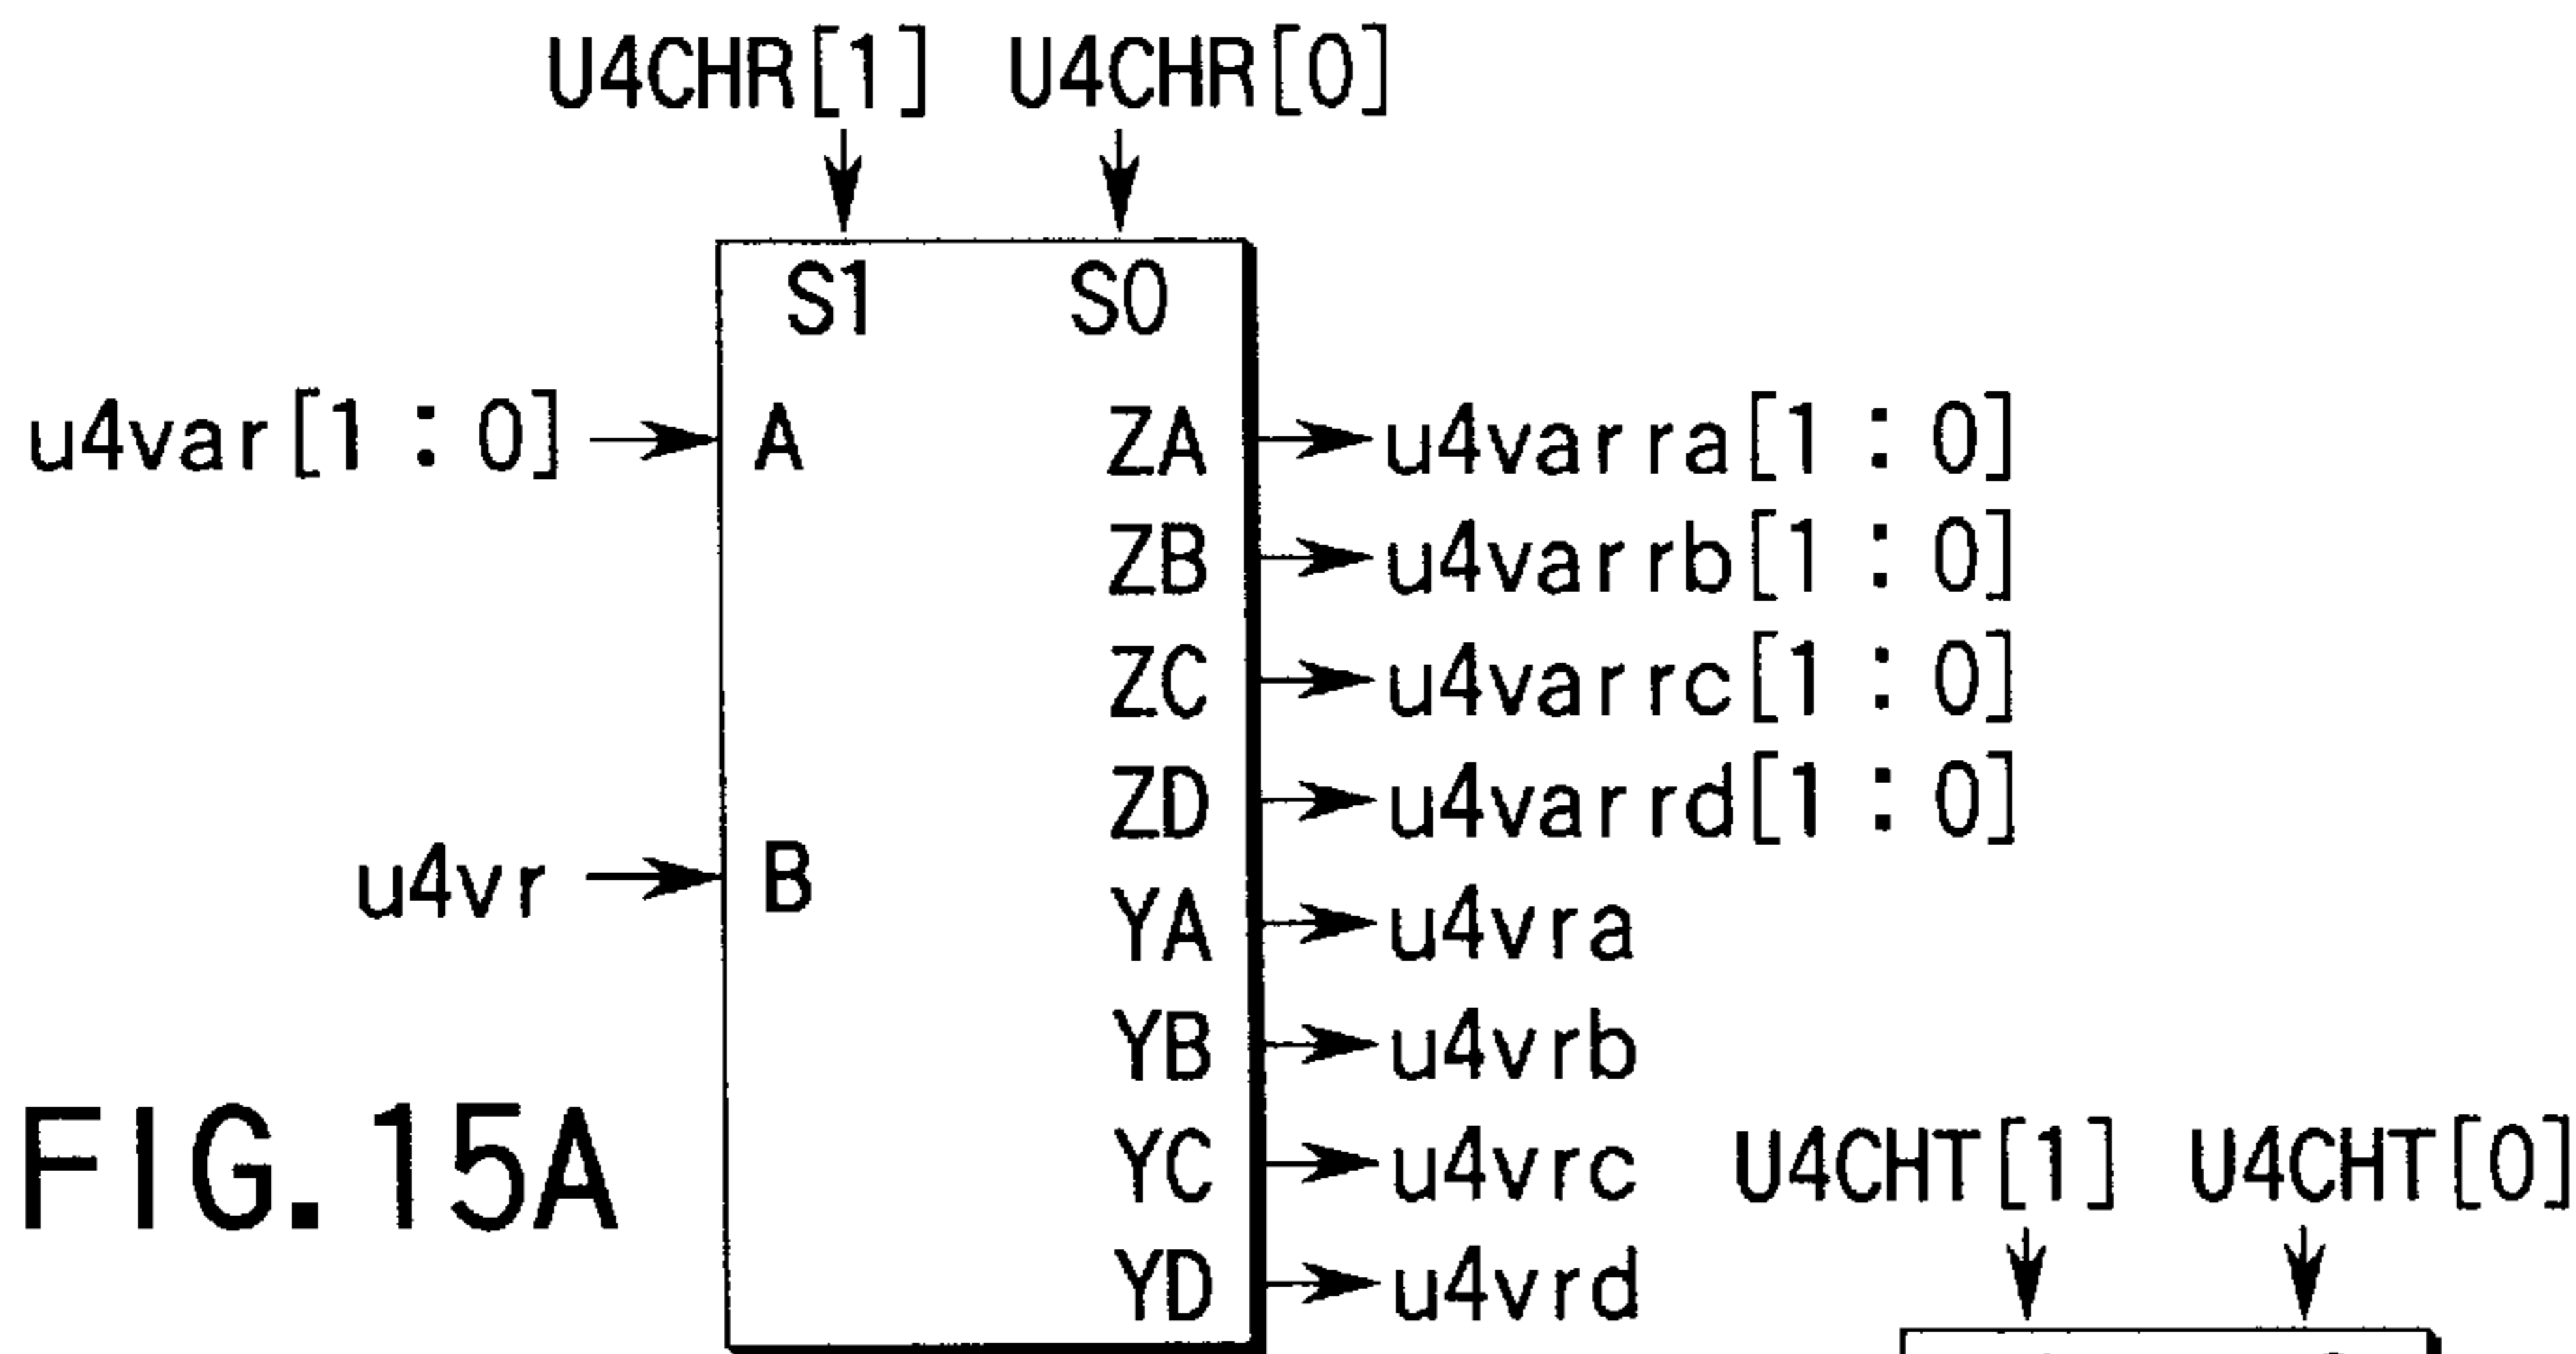 U4CHR[1] U4CHR[0]
S1 S0
u4var[1:0] A ZA u4varra[1:0]
ZB u4varrb[1:0]
ZC u4varrc[1:0]
ZD u4varrd[1:0]
u4vr B YA u4vra
YB u4vrb
YC u4vrc
YD u4vrd
FIG.15A
U4CHT[1] U4CHT[0]